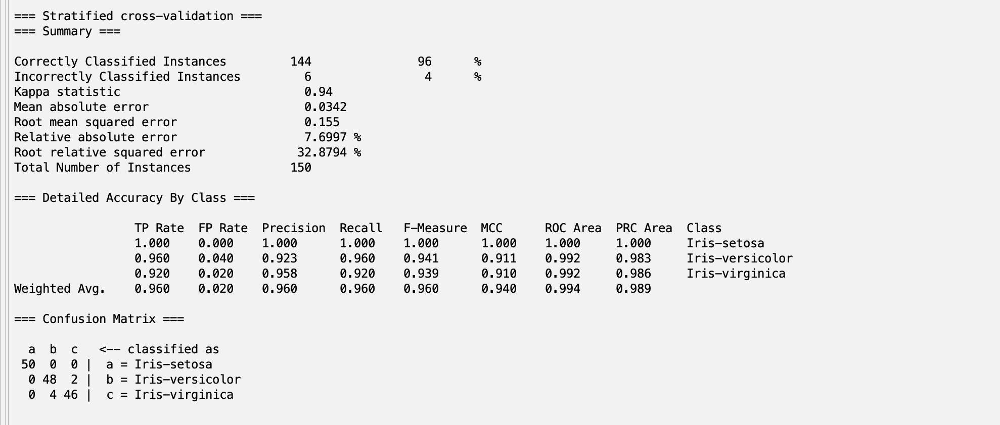 === Stratified cross-validation ===
=== Summary ===
Correctly Classified Instances 144 96 %
Incorrectly Classified Instances 6 4 %
Kappa statistic 0.94
Mean absolute error 0.0342
Root mean squared error 0.155
Relative absolute error 7.6997 %
Root relative squared error 32.8794 %
Total Number of Instances 150
=== Detailed Accuracy By Class ===
TP Rate FP Rate Precision Recall F-Measure MCC ROC Area PRC Area Class
1.000 0.000 1.000 1.000 1.000 1.000 1.000 1.000 Iris-setosa
0.960 0.040 0.923 0.960 0.941 0.911 0.992 0.983 Iris-versicolor
0.920 0.020 0.958 0.920 0.939 0.910 0.992 0.986 Iris-virginica
Weighted Avg. 0.960 0.020 0.960 0.960 0.960 0.940 0.994 0.989
=== Confusion Matrix ===
a b c <-- classified as
50 0 0 | a = Iris-setosa
0 48 2 | b = Iris-versicolor
0 4 46 | c = Iris-virginica